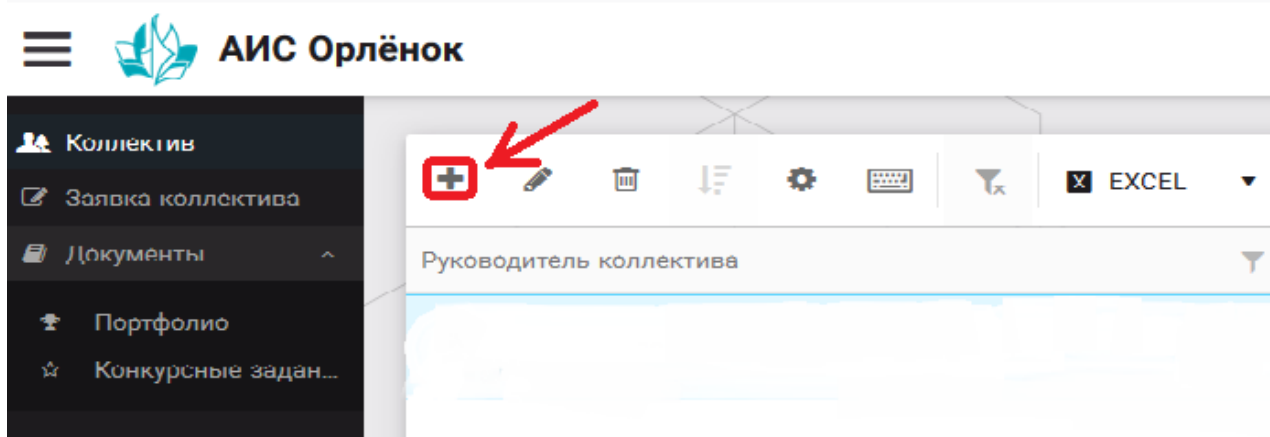 АИС Орлёнок
Коллектив
Заявка коллектива
Документы
Портфолио
Конкурсные задан...
X EXCEL
Руководитель коллектива